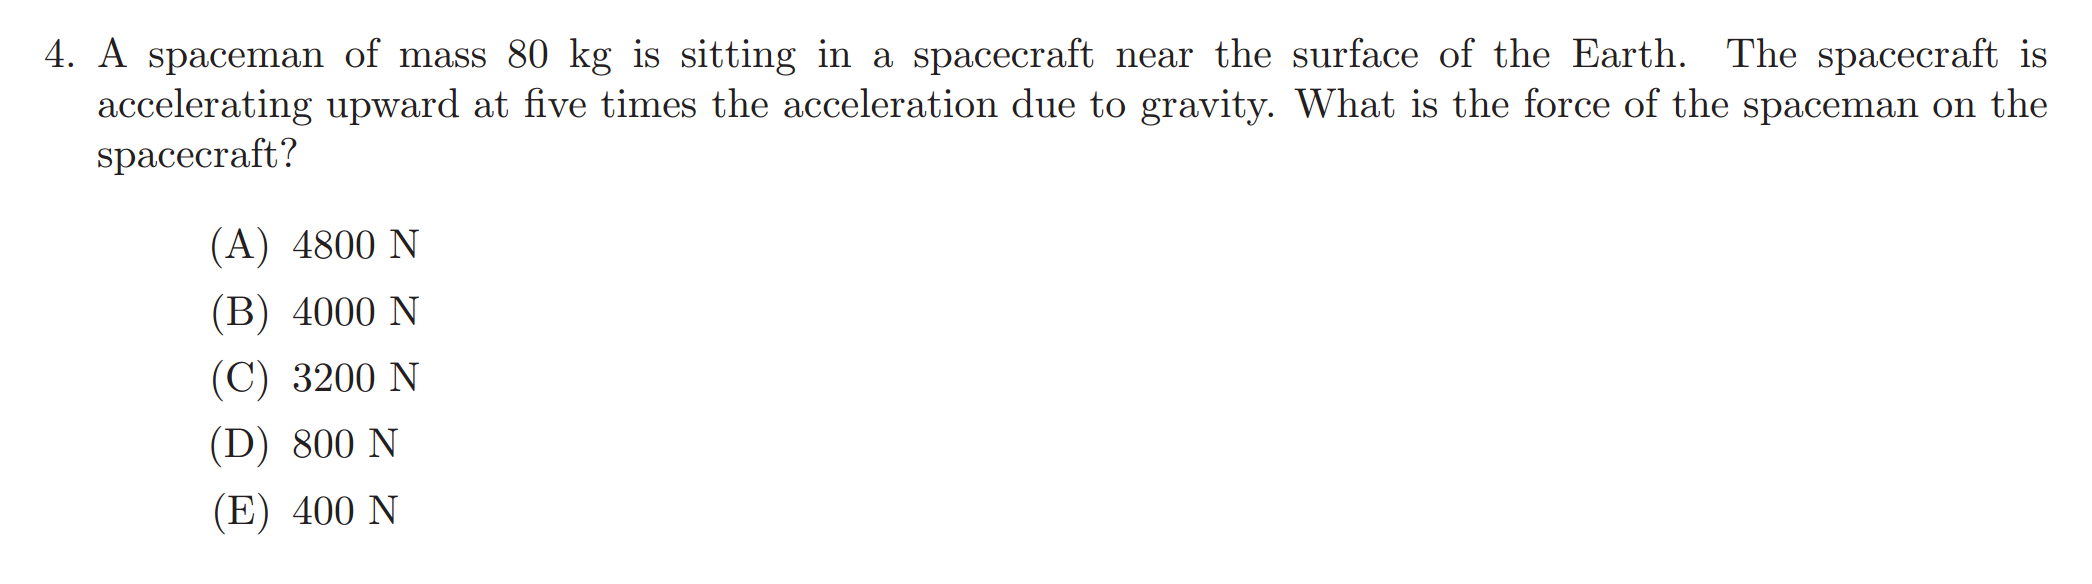 4. A spaceman of mass 80 kg is sitting in a spacecraft near the surface of the Earth. The spacecraft is
accelerating upward at five times the acceleration due to gravity. What is the force of the spaceman on the
spacecraft?
(A) 4800 N
(B) 4000 N
(C) 3200 N
(D) 800 N
(E) 400 N